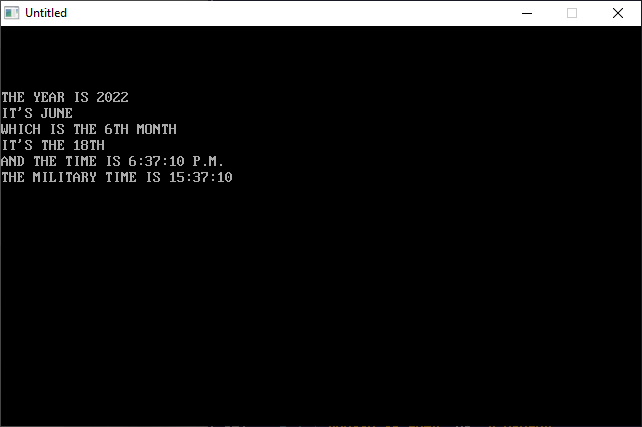 Untitled
THE YEAR IS 2022
IT'S JUNE
WHICH IS THE 6TH MONTH
IT'S THE 18TH
AND THE TIME IS 6:37:10 P.M.
THE MILITARY TIME IS 15:37:10